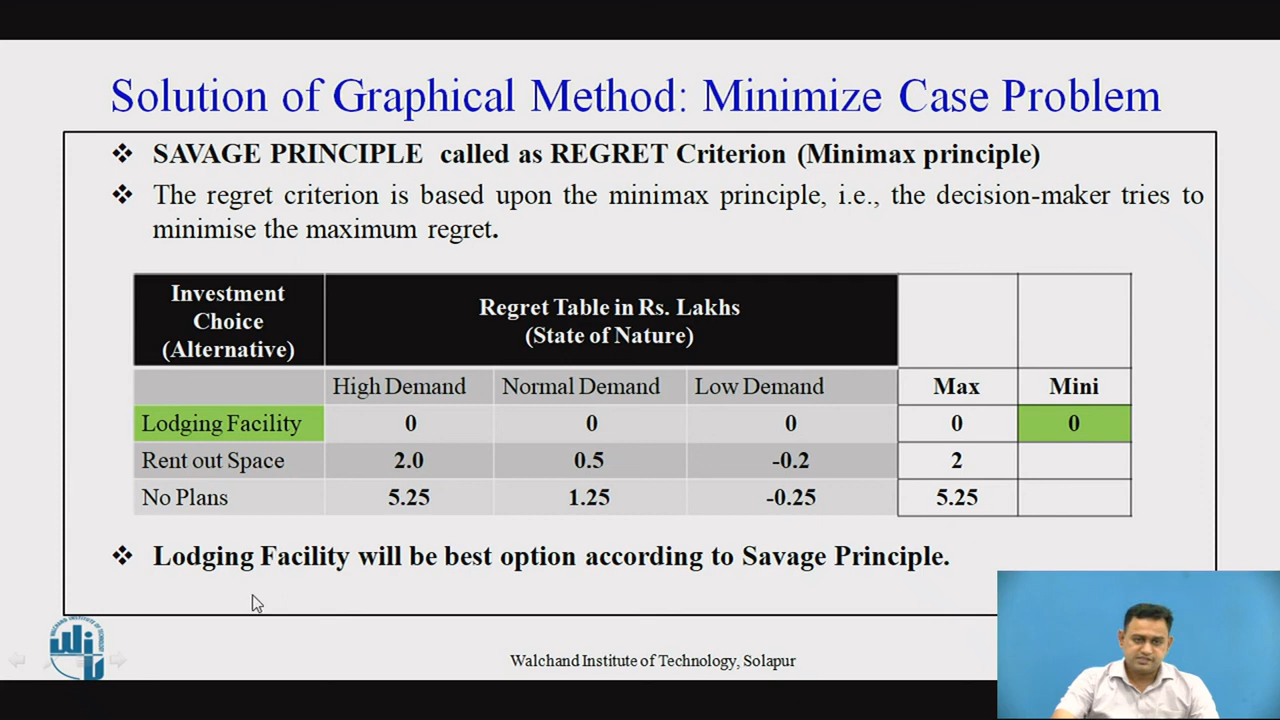 Solution of Graphical Method: Minimize Case Problem
❖ SAVAGE PRINCIPLE called as REGRET Criterion (Minimax principle)
❖ The regret criterion is based upon the minimax principle, i.e., the decision-maker tries to
minimise the maximum regret.
Investment
Choice
(Alternative)
Regret Table in Rs. Lakhs
(State of Nature)
High Demand Normal Demand Low Demand Max Mini
Lodging Facility 0 0 0 0 0
Rent out Space 2.0 0.5 -0.2 2
No Plans 5.25 1.25 -0.25 5.25
❖ Lodging Facility will be best option according to Savage Principle.
Walchand Institute of Technology, Solapur